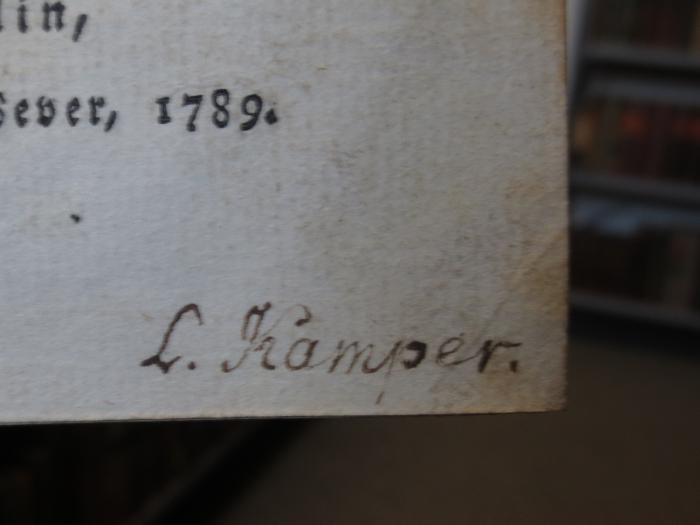 lin,
Sever, 1789.
L. Kamper.